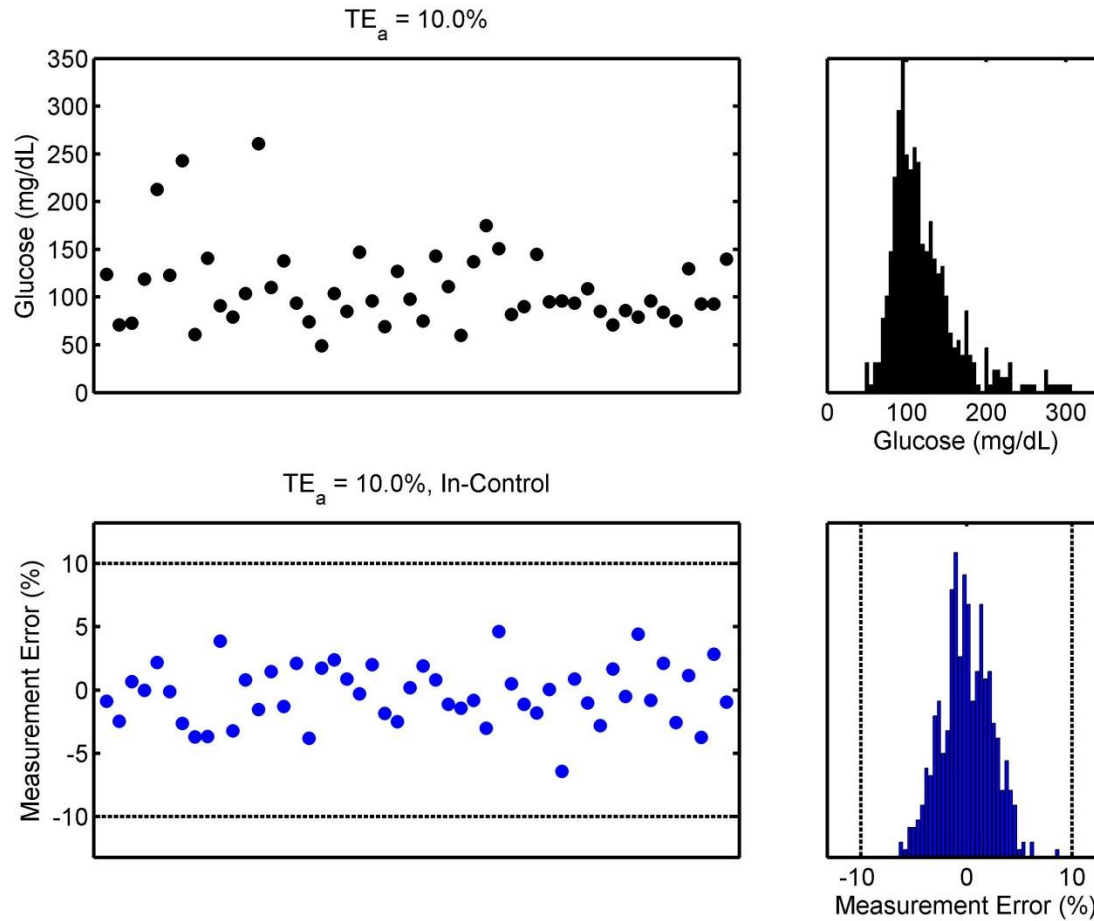 TEa = 10.0%
350
300
250
200
150
100
50
0
Glucose (mg/dL)
0 100 200 300
Glucose (mg/dL)
TEa = 10.0%, In-Control
10
5
0
-5
-10
Measurement Error (%)
-10 0 10
Measurement Error (%)